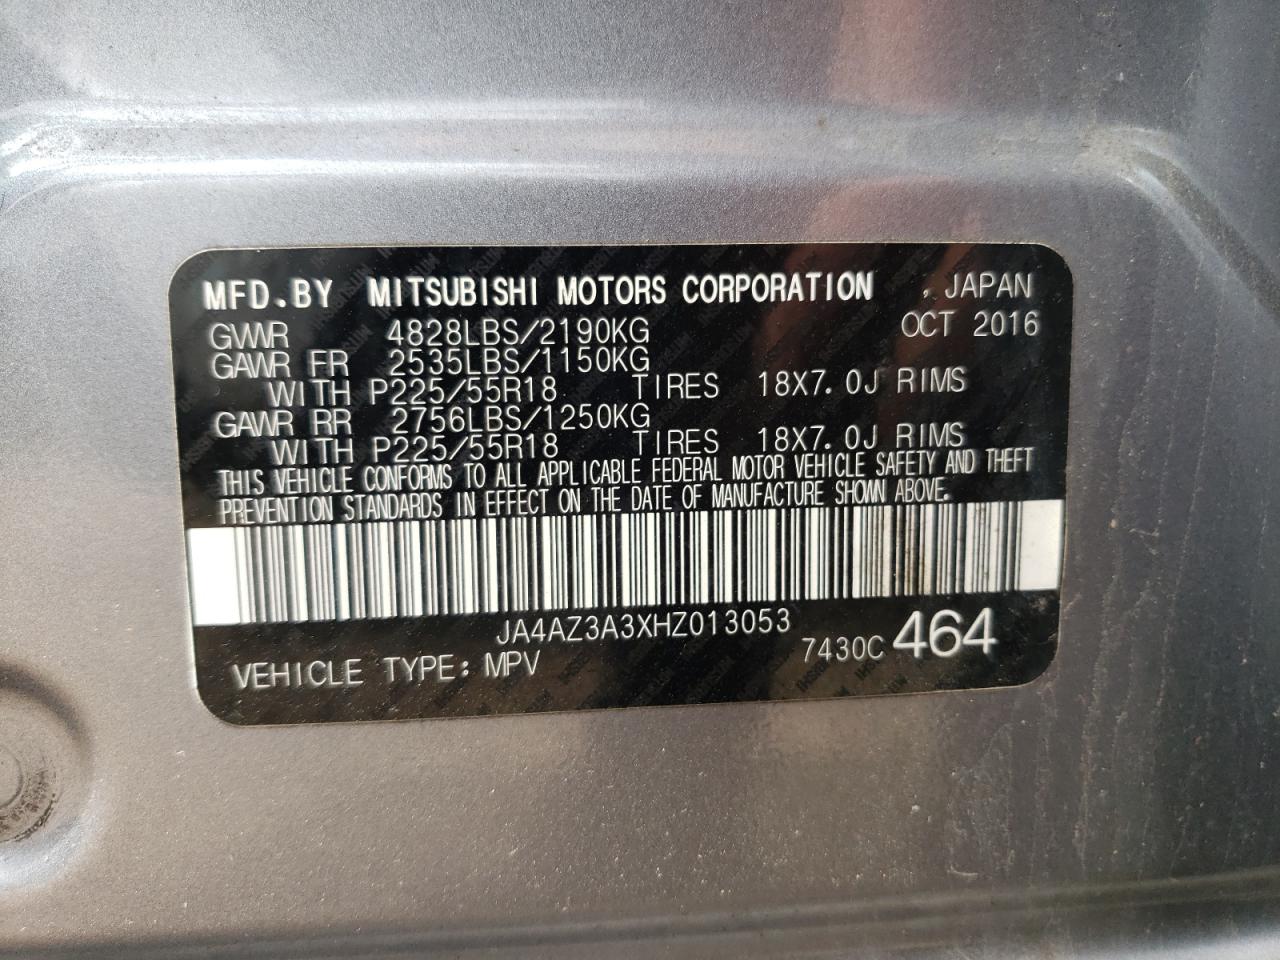 MFD.BY MITSUBISHI MOTORS CORPORATION , JAPAN
GVWR 4828LBS/2190KG OCT 2016
GAWR FR 2535LBS/1150KG
WITH P225/55R18 TIRES 18X7.0J RIMS
GAWR RR 2756LBS/1250KG
WITH P225/55R18 TIRES 18X7.0J RIMS
THIS VEHICLE CONFORMS TO ALL APPLICABLE FEDERAL MOTOR VEHICLE SAFETY AND THEFT
PREVENTION STANDARDS IN EFFECT ON THE DATE OF MANUFACTURE SHOWN ABOVE.
JA4AZ3A3XHZ013053
7430C 464
VEHICLE TYPE: MPV